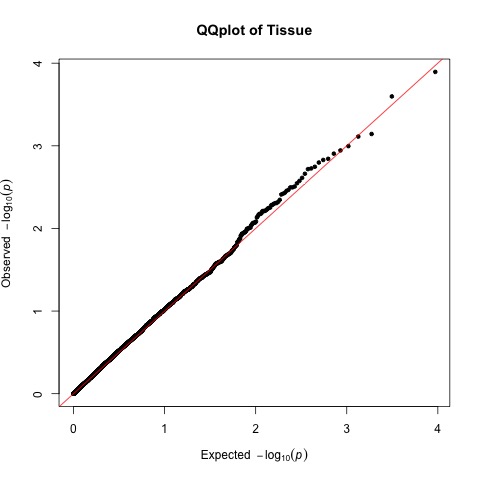 QQplot of Tissue
4
3
2
1
0
Observed −log10(p)
0 1 2 3 4
Expected −log10(p)